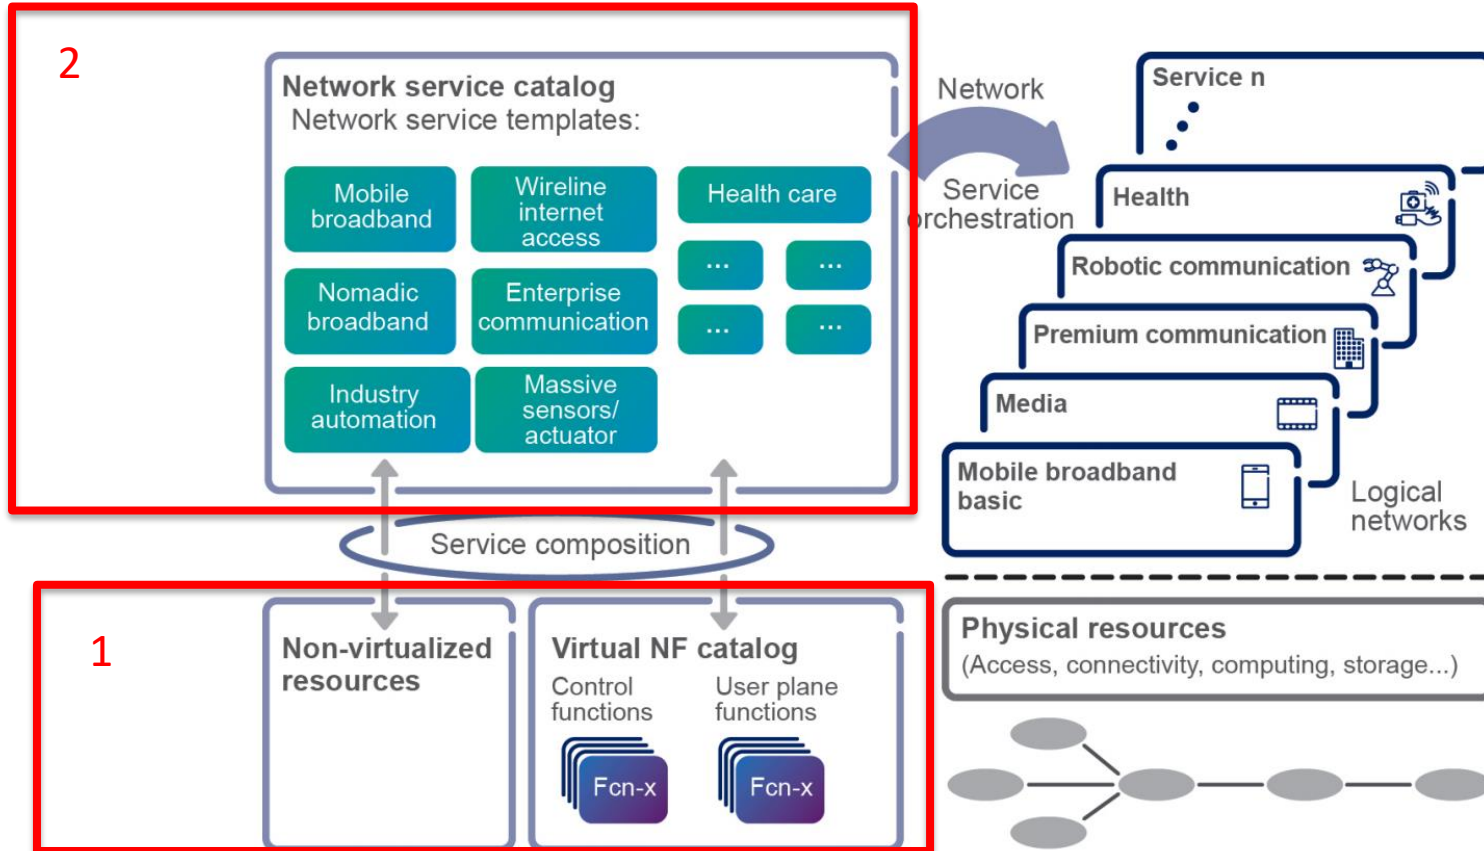 2
Network service catalog
Network service templates:
Mobile
broadband
Wireline
internet
access
Health care
Nomadic
broadband
Enterprise
communication
...
...
...
...
Industry
automation
Massive
sensors/
actuator
Network
Service
orchestration
Service n
Health
Robotic communication
Premium communication
Media
Mobile broadband
basic
Logical
networks
Service composition
1
Non-virtualized
resources
Virtual NF catalog
Control
functions
User plane
functions
Fcn-x
Fcn-x
Physical resources
(Access, connectivity, computing, storage...)